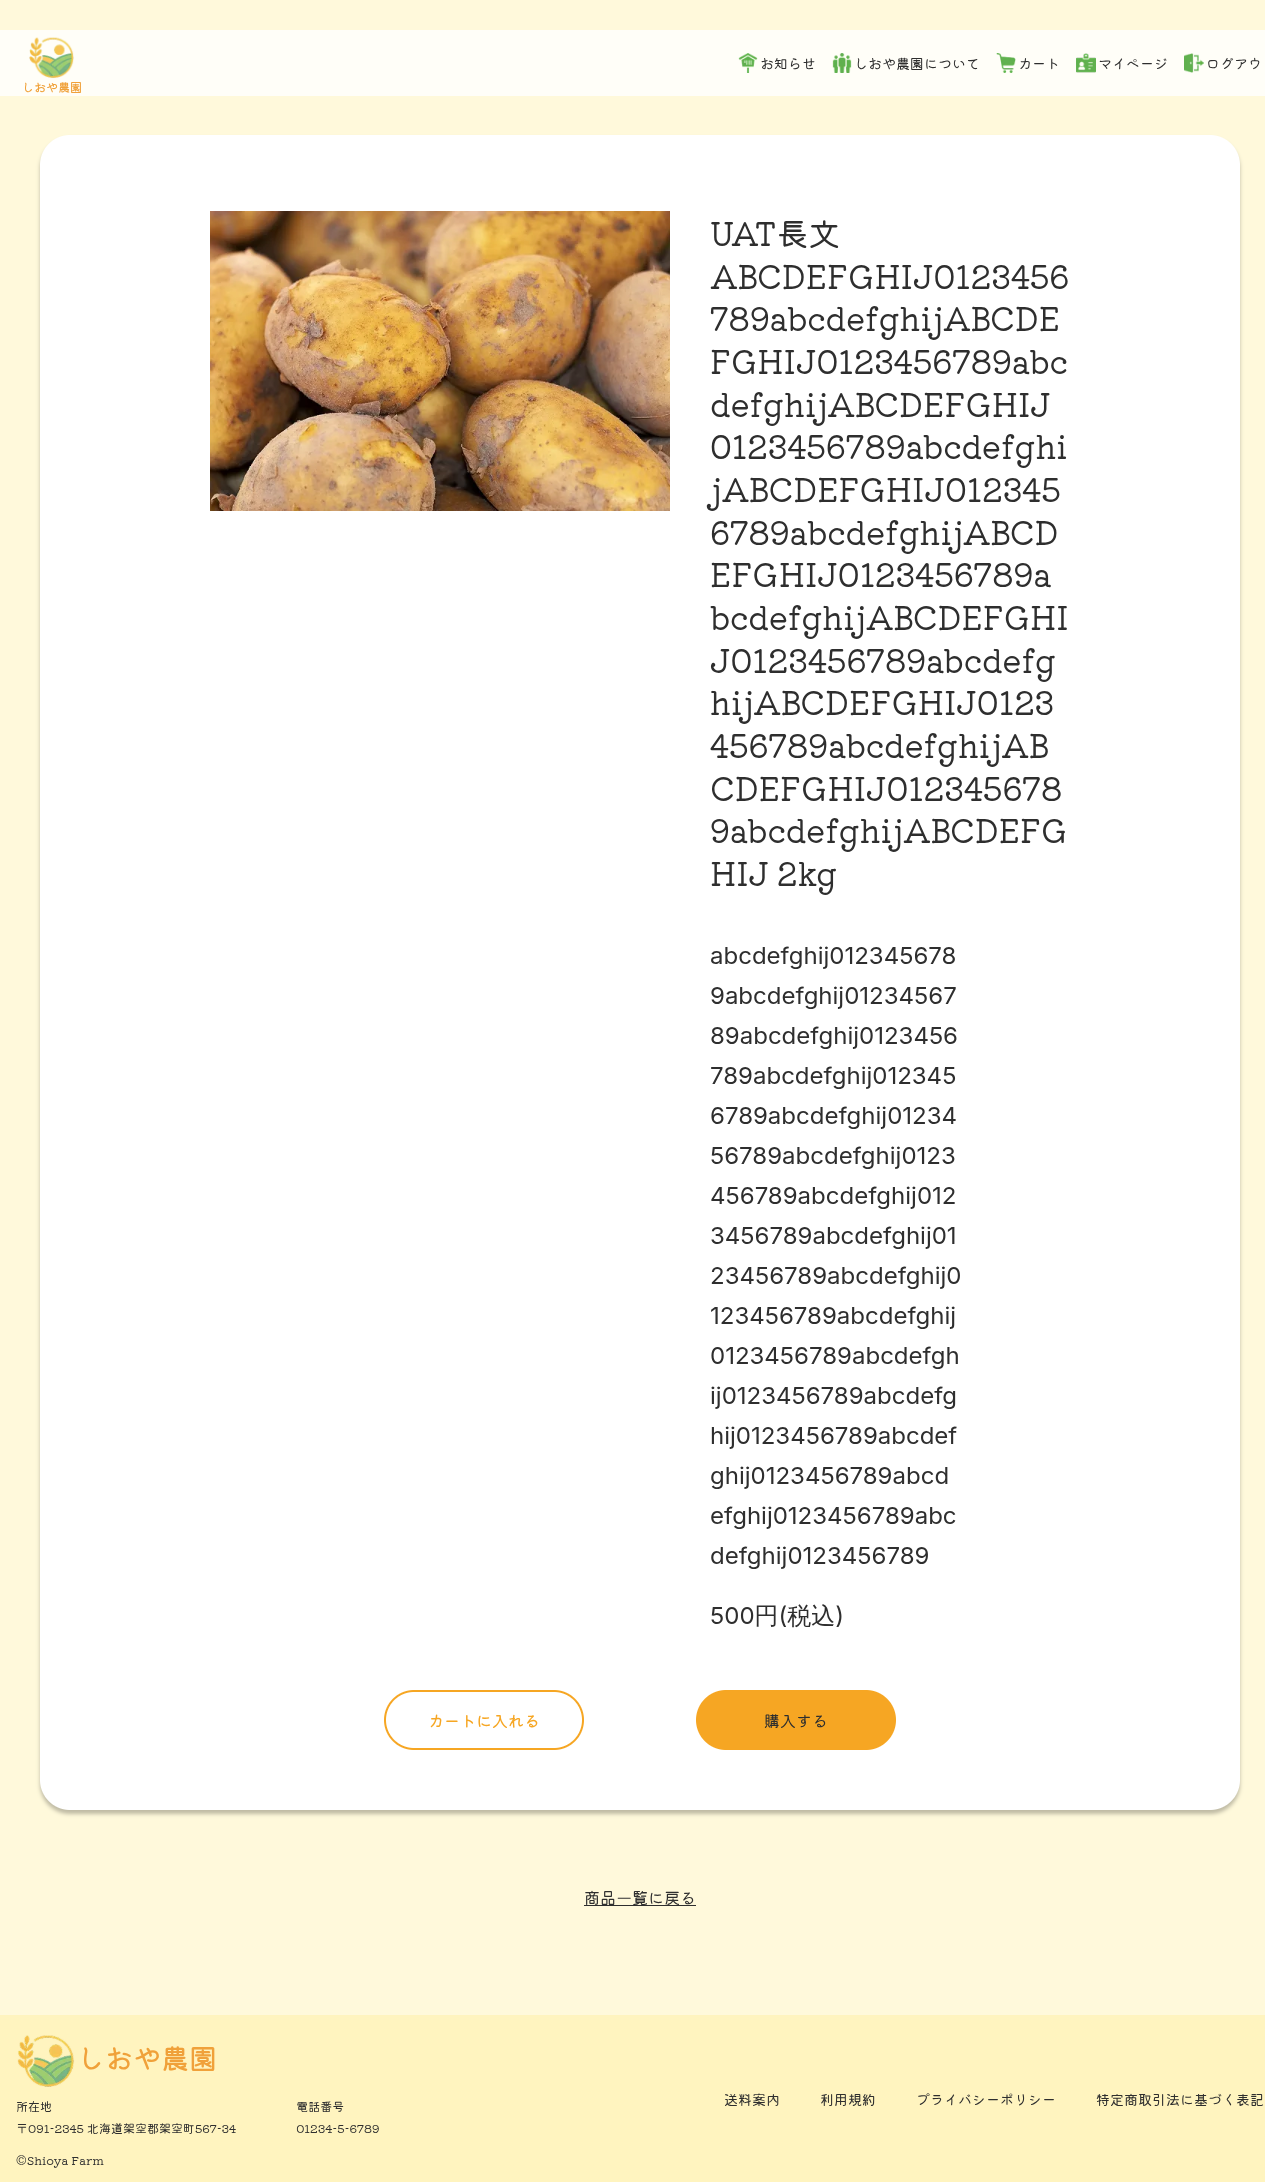 しおや農園
お知らせ
しおや農園について
カート
マイページ
ログアウ
UAT長文
ABCDEFGHIJ0123456
789abcdefghijABCDE
FGHIJ0123456789abc
defghijABCDEFGHIJ
0123456789abcdefghi
jABCDEFGHIJ012345
6789abcdefghijABCD
EFGHIJ0123456789a
bcdefghijABCDEFGHI
J0123456789abcdefg
hijABCDEFGHIJ0123
456789abcdefghijAB
CDEFGHIJ012345678
9abcdefghijABCDEFG
HIJ 2kg
abcdefghij012345678
9abcdefghij01234567
89abcdefghij0123456
789abcdefghij012345
6789abcdefghij01234
56789abcdefghij0123
456789abcdefghij012
3456789abcdefghij01
23456789abcdefghij0
123456789abcdefghij
0123456789abcdefgh
ij0123456789abcdefg
hij0123456789abcdef
ghij0123456789abcd
efghij0123456789abc
defghij0123456789
500円(税込)
カートに入れる
購入する
商品一覧に戻る
しおや農園
所在地
〒091-2345 北海道架空郡架空町567-34
電話番号
01234-5-6789
送料案内
利用規約
プライバシーポリシー
特定商取引法に基づく表記
©Shioya Farm